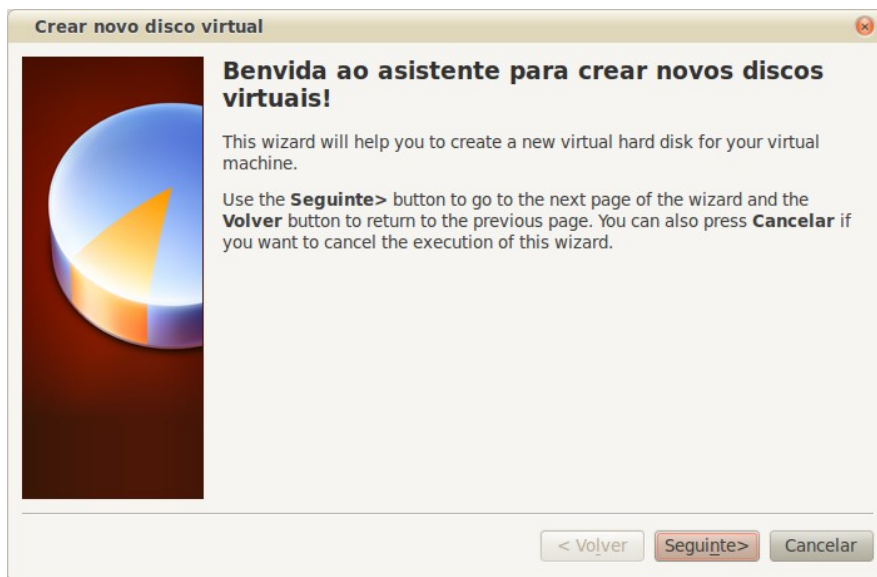 Crear novo disco virtual
Benvida ao asistente para crear novos discos
virtuais!
This wizard will help you to create a new virtual hard disk for your virtual
machine.
Use the Seguinte> button to go to the next page of the wizard and the
Volver button to return to the previous page. You can also press Cancelar if
you want to cancel the execution of this wizard.
< Volver
Seguinte>
Cancelar